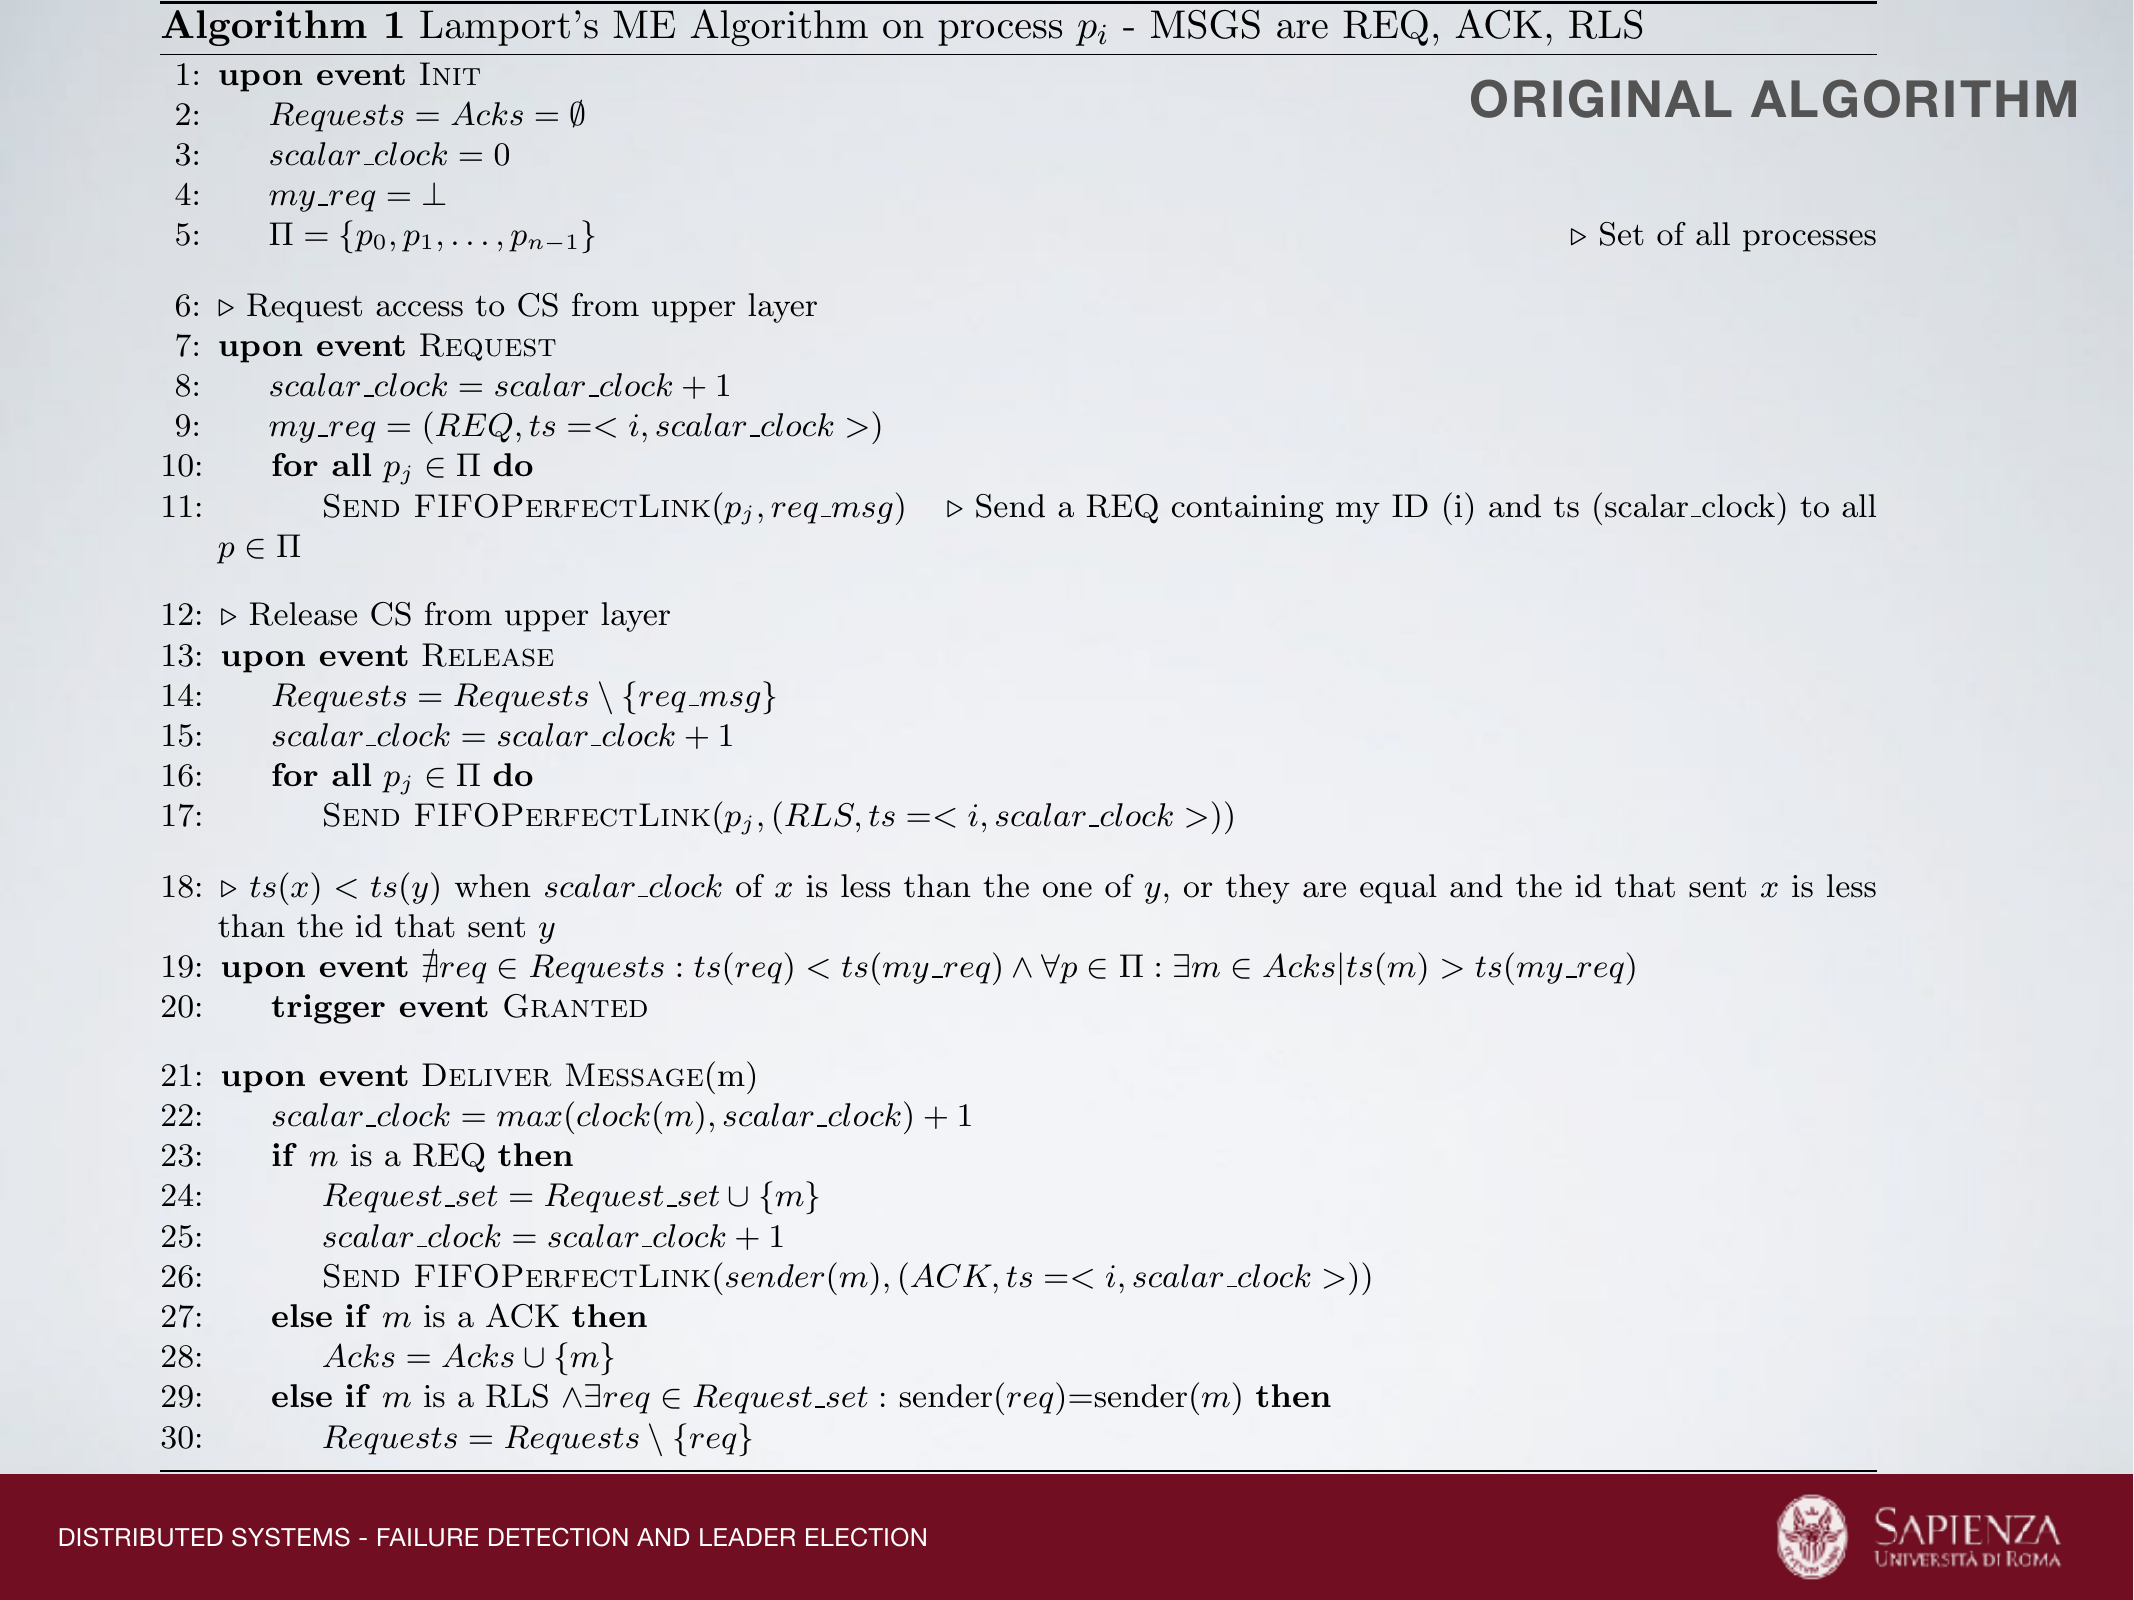 Algorithm 1 Lamport's ME Algorithm on process p_i - MSGS are REQ, ACK, RLS
ORIGINAL ALGORITHM
1: upon event Init
2: Requests = Acks = ∅
3: scalar_clock = 0
4: my_req = ⊥
5: Π = {p_0, p_1, . . . , p_{n−1}} ▷ Set of all processes
6: ▷ Request access to CS from upper layer
7: upon event Request
8: scalar_clock = scalar_clock + 1
9: my_req = (REQ, ts =< i, scalar_clock >)
10: for all p_j ∈ Π do
11: Send FIFOPerfectLink(p_j, req_msg) ▷ Send a REQ containing my ID (i) and ts (scalar_clock) to all
p ∈ Π
12: ▷ Release CS from upper layer
13: upon event Release
14: Requests = Requests \ {req_msg}
15: scalar_clock = scalar_clock + 1
16: for all p_j ∈ Π do
17: Send FIFOPerfectLink(p_j, (RLS, ts =< i, scalar_clock >))
18: ▷ ts(x) < ts(y) when scalar_clock of x is less than the one of y, or they are equal and the id that sent x is less
than the id that sent y
19: upon event ∄req ∈ Requests : ts(req) < ts(my_req) ∧ ∀p ∈ Π : ∃m ∈ Acks|ts(m) > ts(my_req)
20: trigger event Granted
21: upon event Deliver Message(m)
22: scalar_clock = max(clock(m), scalar_clock) + 1
23: if m is a REQ then
24: Request_set = Request_set ∪ {m}
25: scalar_clock = scalar_clock + 1
26: Send FIFOPerfectLink(sender(m), (ACK, ts =< i, scalar_clock >))
27: else if m is a ACK then
28: Acks = Acks ∪ {m}
29: else if m is a RLS ∧∃req ∈ Request_set : sender(req)=sender(m) then
30: Requests = Requests \ {req}
DISTRIBUTED SYSTEMS - FAILURE DETECTION AND LEADER ELECTION
SAPIENZA
UNIVERSITÀ DI ROMA